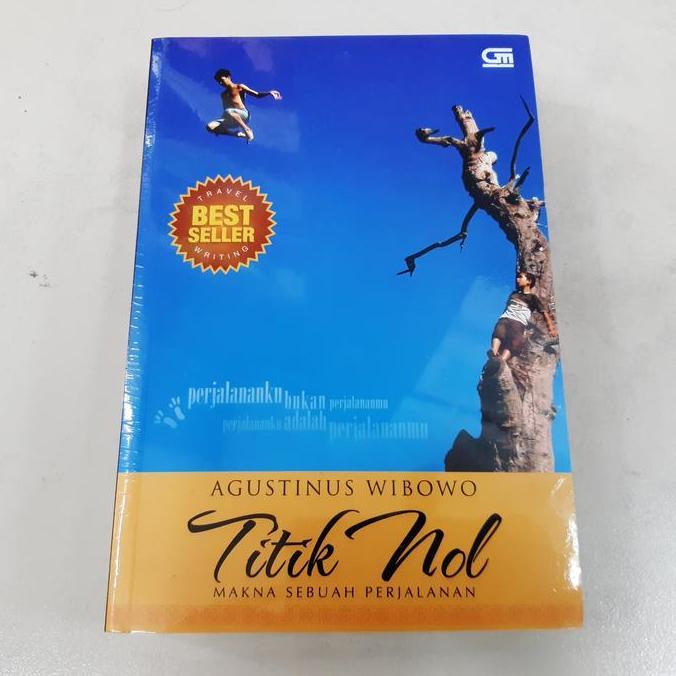 GM
TRAVEL
BEST
SELLER
WRITING
perjalananku bukan perjalananmu
perjalananku adalah perjalananmu
AGUSTINUS WIBOWO
Titik Nol
MAKNA SEBUAH PERJALANAN